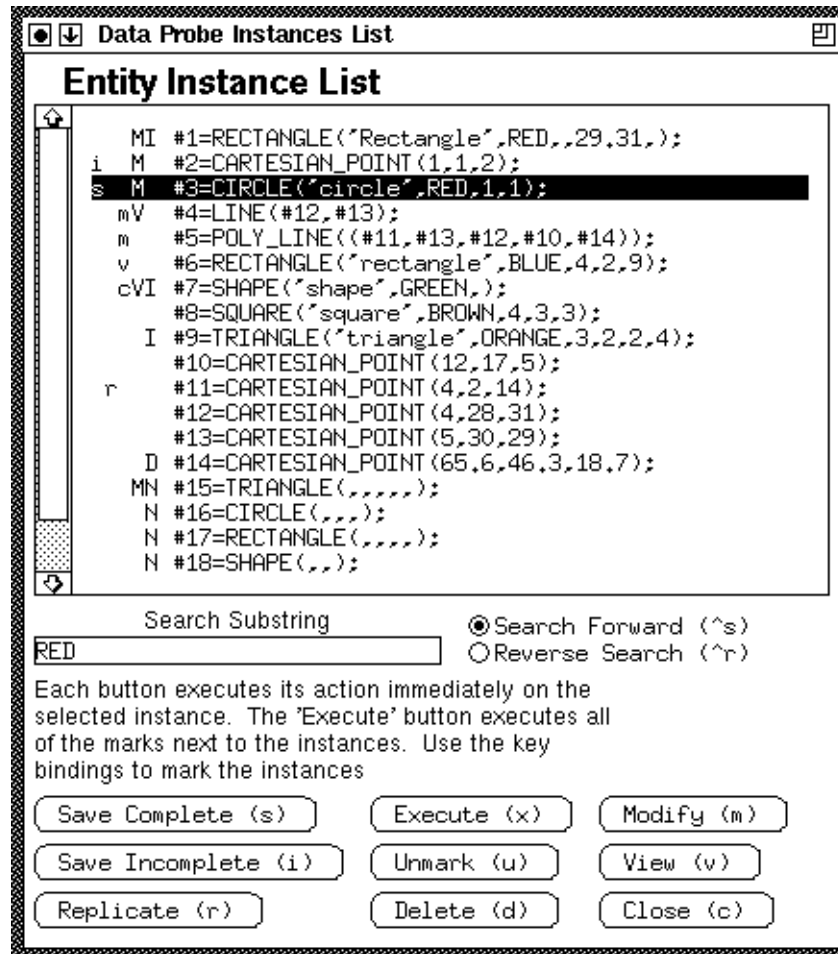 Data Probe Instances List
Entity Instance List
MI #1=RECTANGLE('Rectangle',RED,,29.31,);
i M #2=CARTESIAN_POINT(1,1,2);
s M #3=CIRCLE('circle',RED,1,1);
mV #4=LINE(#12,#13);
m #5=POLY_LINE((#11,#13,#12,#10,#14));
v #6=RECTANGLE('rectangle',BLUE,4,2,9);
cVI #7=SHAPE('shape',GREEN,);
#8=SQUARE('square',BROWN,4,3,3);
I #9=TRIANGLE('triangle',ORANGE,3,2,2,4);
#10=CARTESIAN_POINT(12,17,5);
r #11=CARTESIAN_POINT(4,2,14);
#12=CARTESIAN_POINT(4,28,31);
#13=CARTESIAN_POINT(5,30,29);
D #14=CARTESIAN_POINT(65.6,46.3,18.7);
MN #15=TRIANGLE(,,,,,);
N #16=CIRCLE(,,,);
N #17=RECTANGLE(,,,,);
N #18=SHAPE(,,);
Search Substring
RED
Search Forward (^s)
Reverse Search (^r)
Each button executes its action immediately on the
selected instance. The 'Execute' button executes all
of the marks next to the instances. Use the key
bindings to mark the instances
Save Complete (s) Execute (x) Modify (m)
Save Incomplete (i) Unmark (u) View (v)
Replicate (r) Delete (d) Close (c)